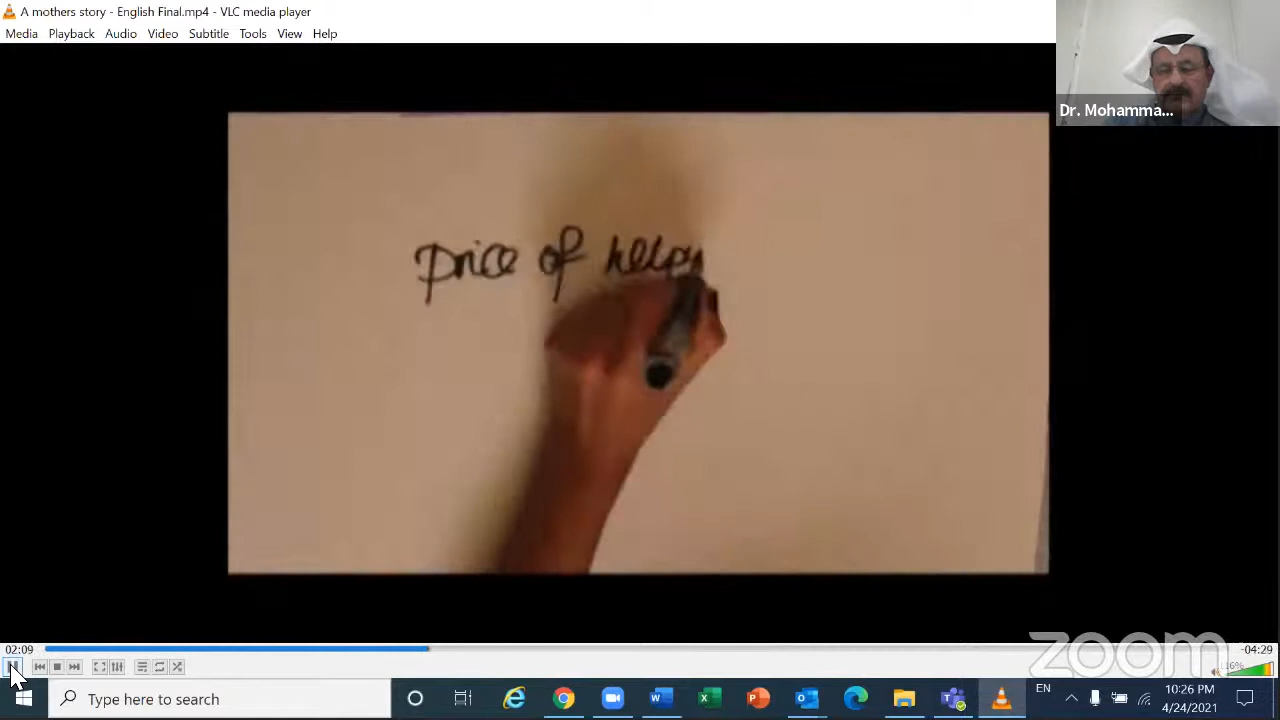 A mothers story - English Final.mp4 - VLC media player
Media Playback Audio Video Subtitle Tools View Help
Dr. Mohamma...
price of
02:09
-04:29
116%
zoom
Type here to search
EN
10:26 PM
4/24/2021